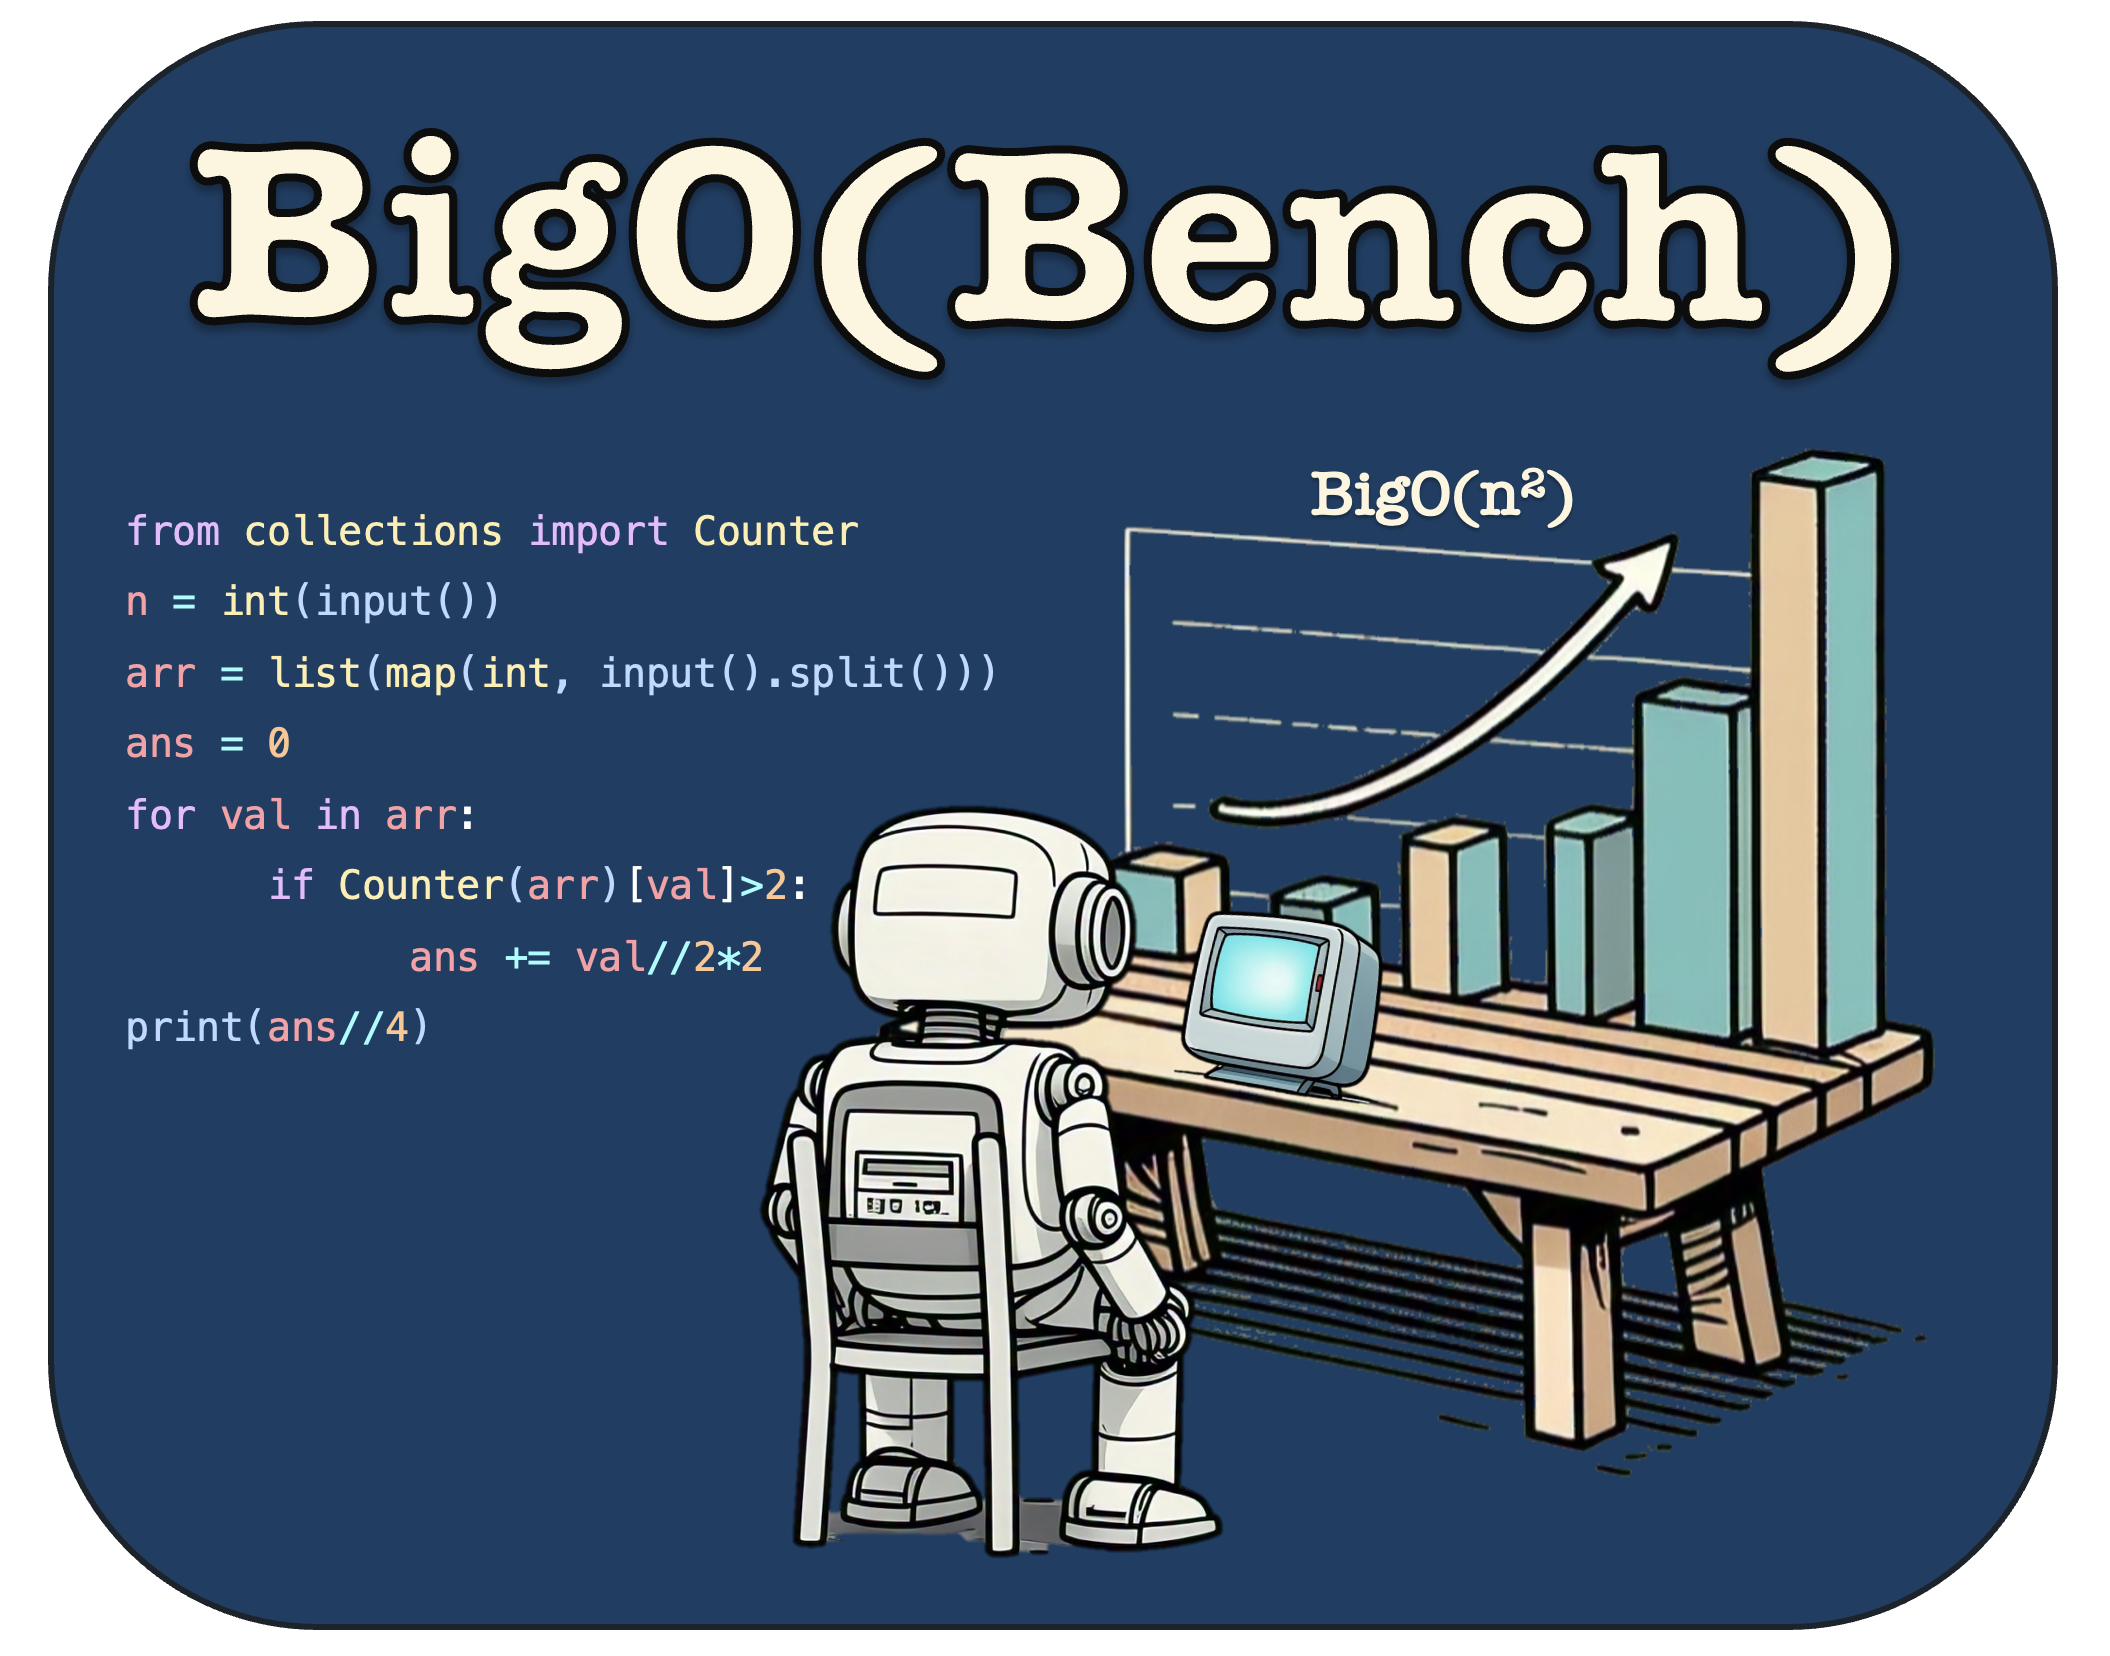 BigO(Bench)
from collections import Counter
n = int(input())
arr = list(map(int, input().split()))
ans = 0
for val in arr:
      if Counter(arr)[val]>2:
            ans += val//2*2
print(ans//4)
BigO(n²)